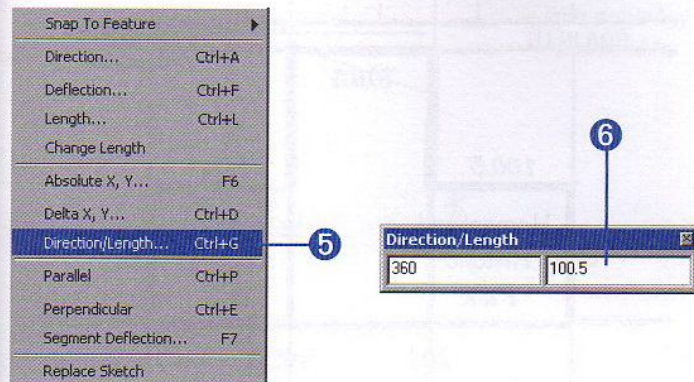 Snap To Feature
Direction... Ctrl+A
Deflection... Ctrl+F
Length... Ctrl+L
Change Length
Absolute X, Y... F6
Delta X, Y... Ctrl+D
Direction/Length... Ctrl+G
5
Parallel Ctrl+P
Perpendicular Ctrl+E
Segment Deflection... F7
Replace Sketch
6
Direction/Length
360 100.5